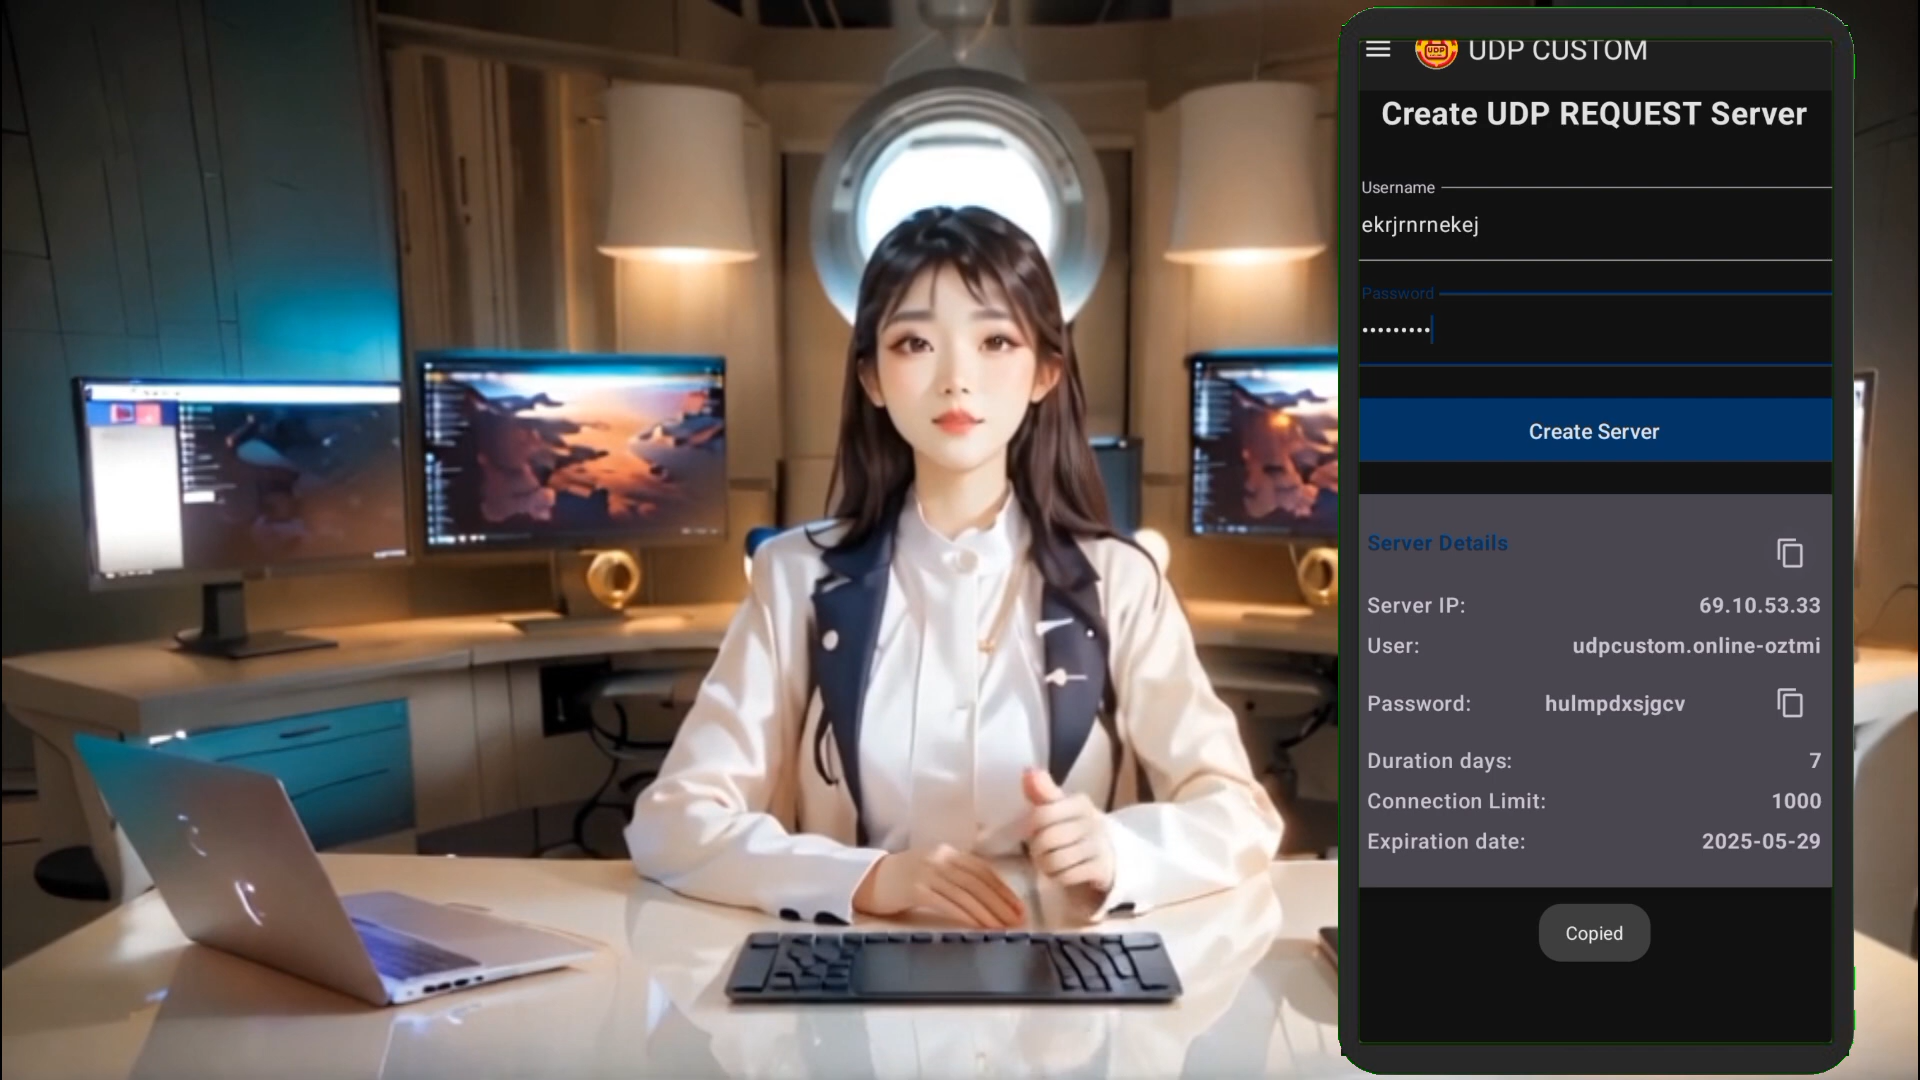 UDP
UDP CUSTOM
Create UDP REQUEST Server
Username
ekrjrnrnekej
Password
•••••••••
Create Server
Server Details
Server IP: 69.10.53.33
User: udpcustom.online-oztmi
Password: hulmpdxsjgcv
Duration days: 7
Connection Limit: 1000
Expiration date: 2025-05-29
Copied